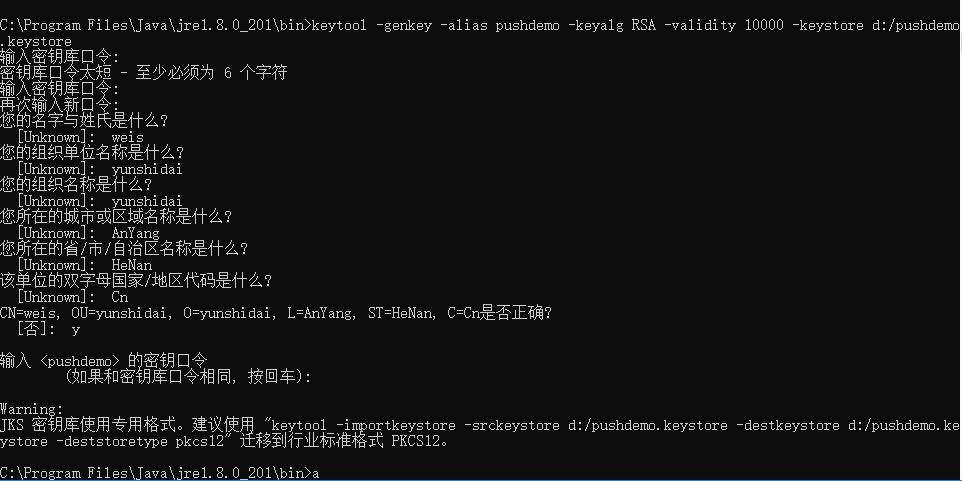 C:\Program Files\Java\jre1.8.0_201\bin>keytool -genkey -alias pushdemo -keyalg RSA -validity 10000 -keystore d:/pushdemo
.keystore
输入密钥库口令:
密钥库口令太短 - 至少必须为 6 个字符
输入密钥库口令:
再次输入新口令:
您的名字与姓氏是什么?
  [Unknown]:  weis
您的组织单位名称是什么?
  [Unknown]:  yunshidai
您的组织名称是什么?
  [Unknown]:  yunshidai
您所在的城市或区域名称是什么?
  [Unknown]:  AnYang
您所在的省/市/自治区名称是什么?
  [Unknown]:  HeNan
该单位的双字母国家/地区代码是什么?
  [Unknown]:  Cn
CN=weis, OU=yunshidai, O=yunshidai, L=AnYang, ST=HeNan, C=Cn是否正确?
  [否]:  y
输入 <pushdemo> 的密钥口令
        (如果和密钥库口令相同, 按回车):
Warning:
JKS 密钥库使用专用格式。建议使用 "keytool -importkeystore -srckeystore d:/pushdemo.keystore -destkeystore d:/pushdemo.ke
ystore -deststoretype pkcs12" 迁移到行业标准格式 PKCS12。
C:\Program Files\Java\jre1.8.0_201\bin>a